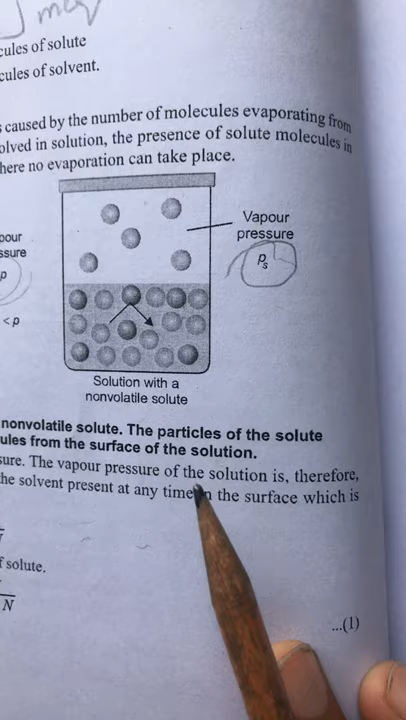 cules of solute
cules of solvent.
caused by the number of molecules evaporating from
olved in solution, the presence of solute molecules in
here no evaporation can take place.
pour
ssure
p
< p
Vapour
pressure
ps
Solution with a
nonvolatile solute
nonvolatile solute. The particles of the solute
ules from the surface of the solution.
sure. The vapour pressure of the solution is, therefore,
he solvent present at any time the surface which is
f solute.
N
...(1)